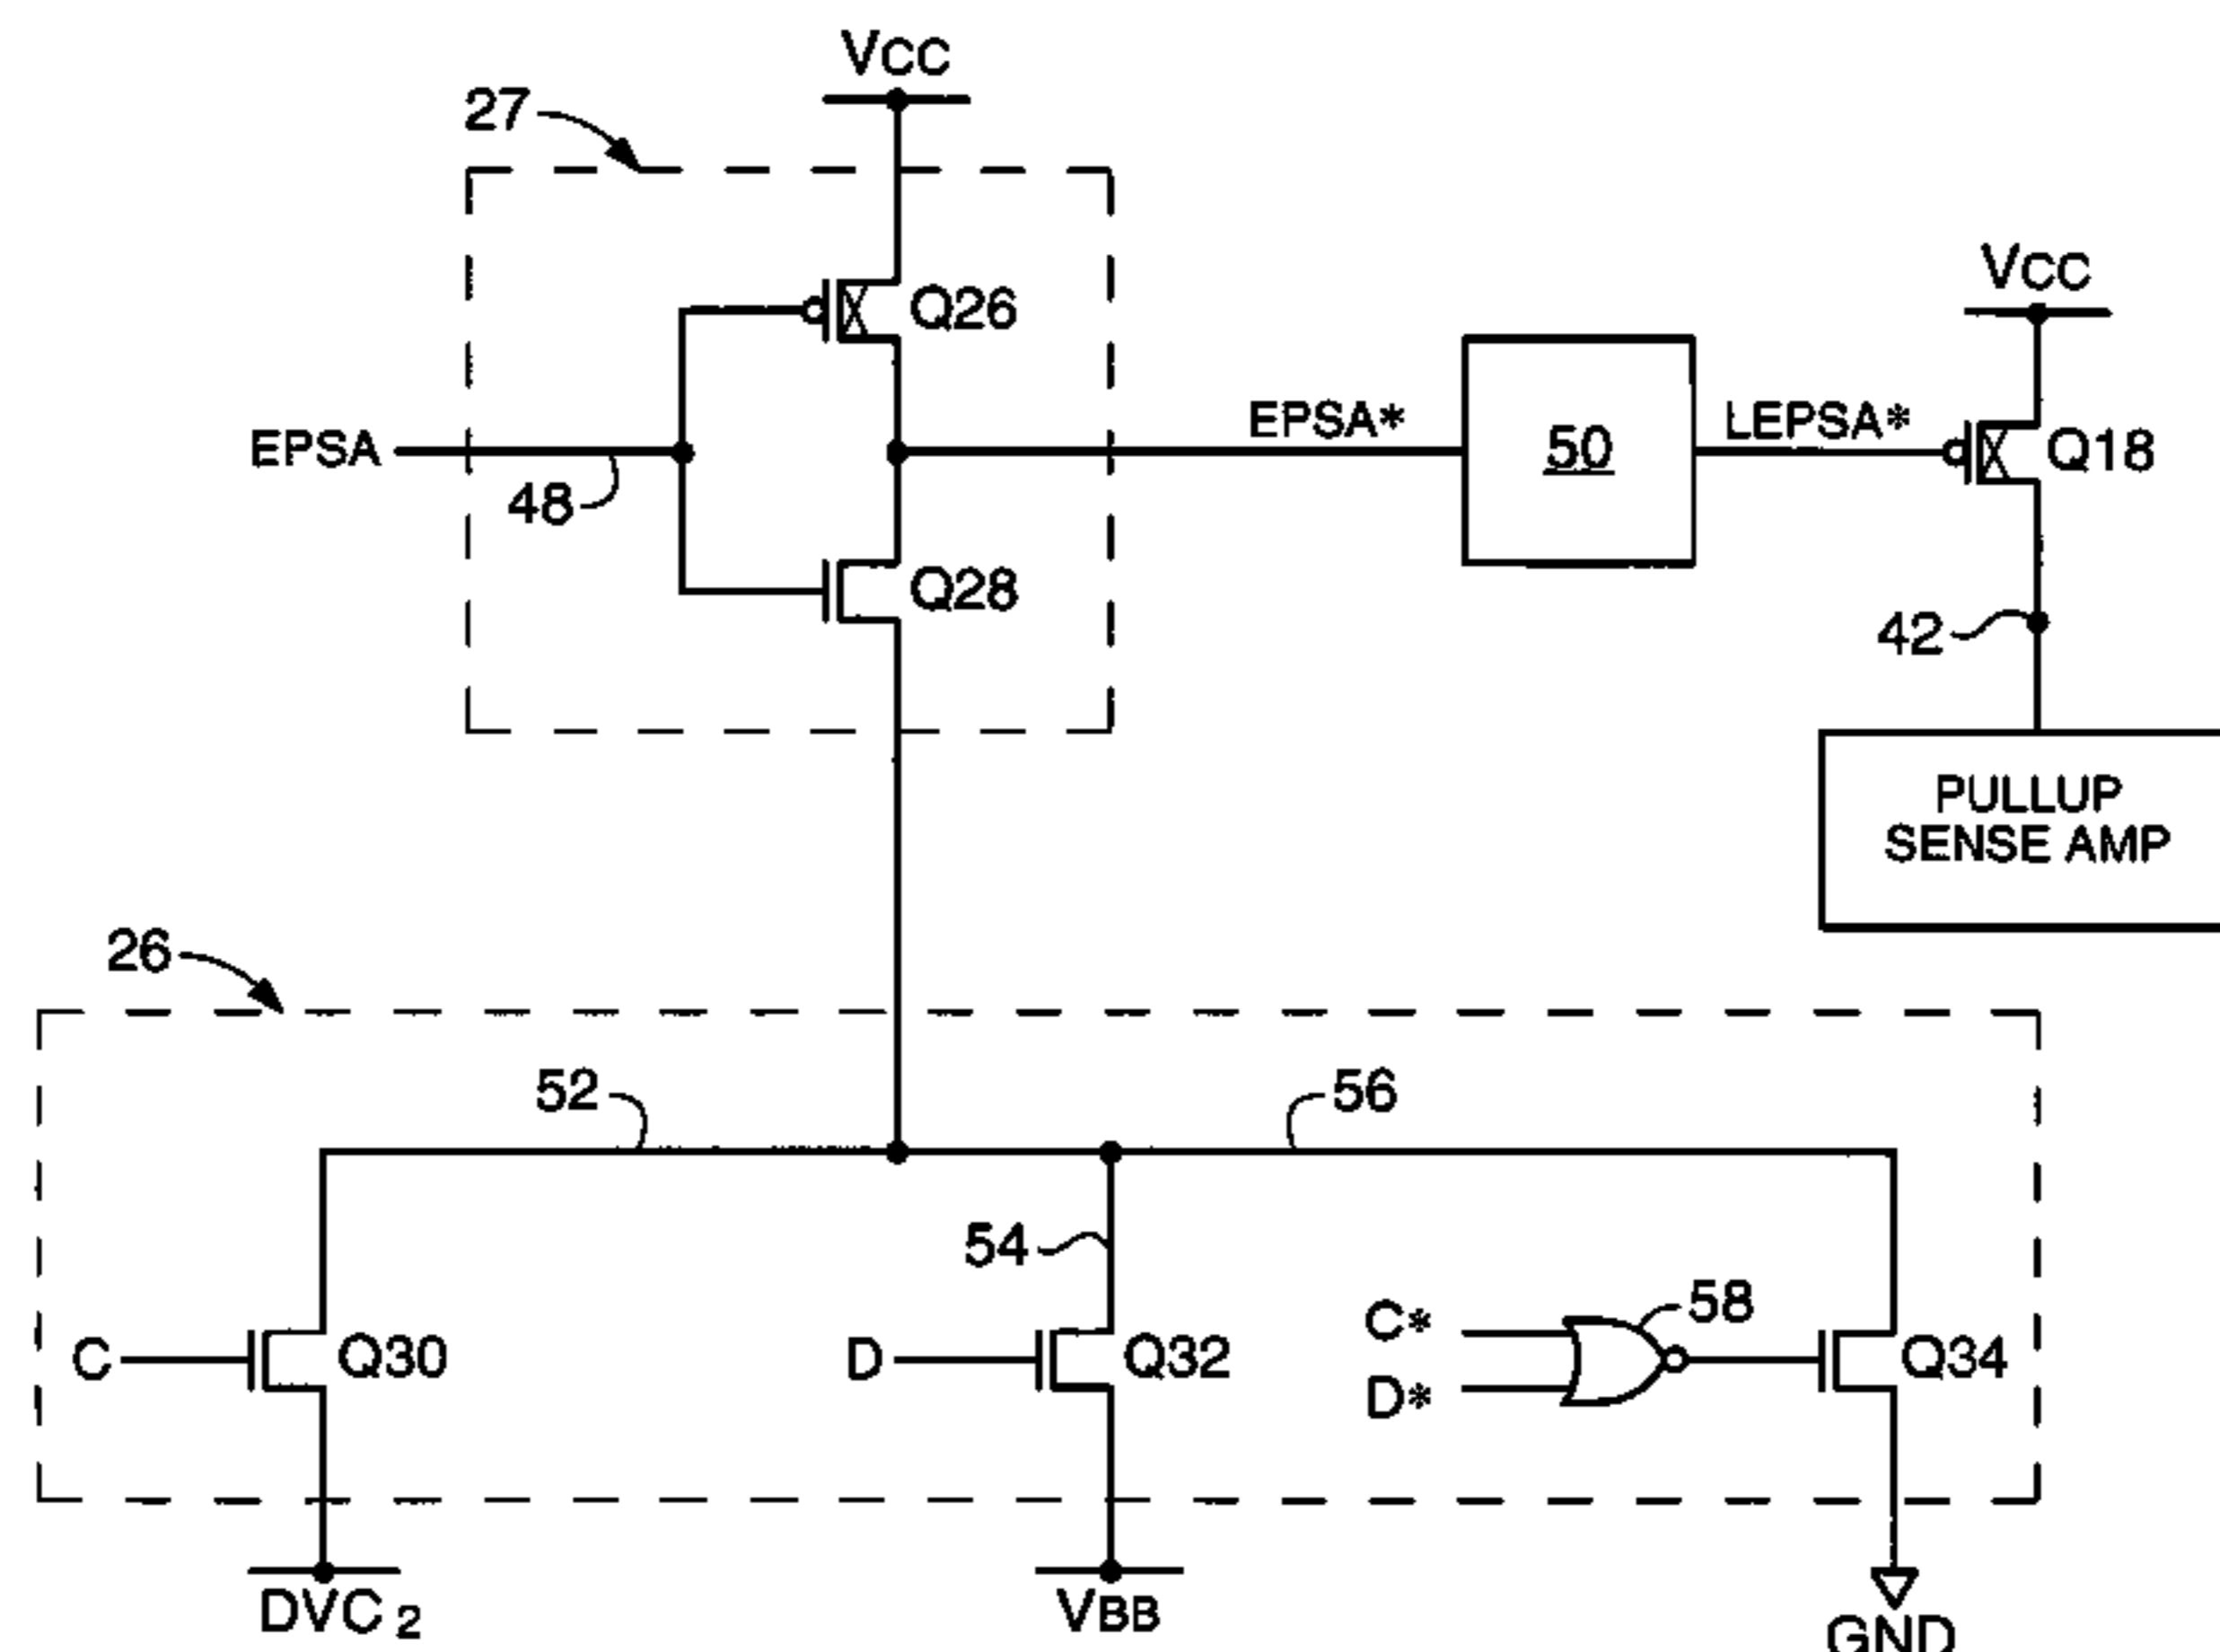 VCC
27
Q26
VCC
EPSA
48
EPSA*
50
LEPSA*
Q18
Q28
42
PULLUP
SENSE AMP
26
52
56
54
58
C
Q30
D
Q32
C*
D*
Q34
DVC2
VBB
GND